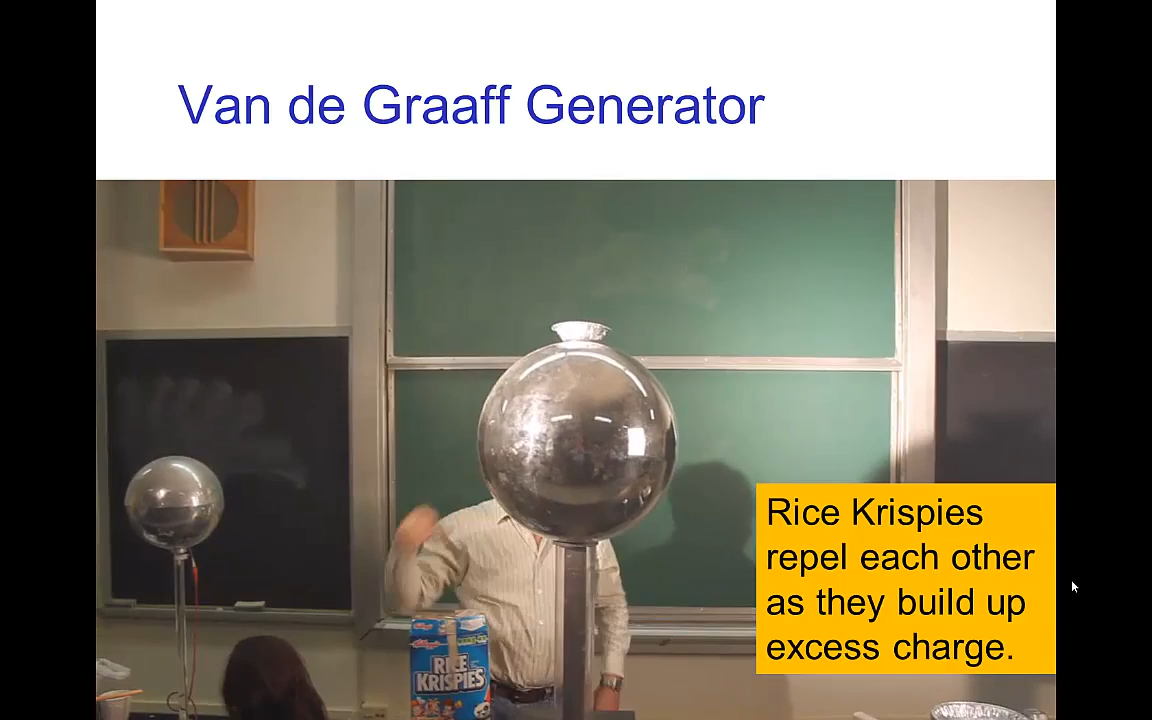 Van de Graaff Generator
Rice Krispies
repel each other
as they build up
excess charge.
RICE
KRISPIES